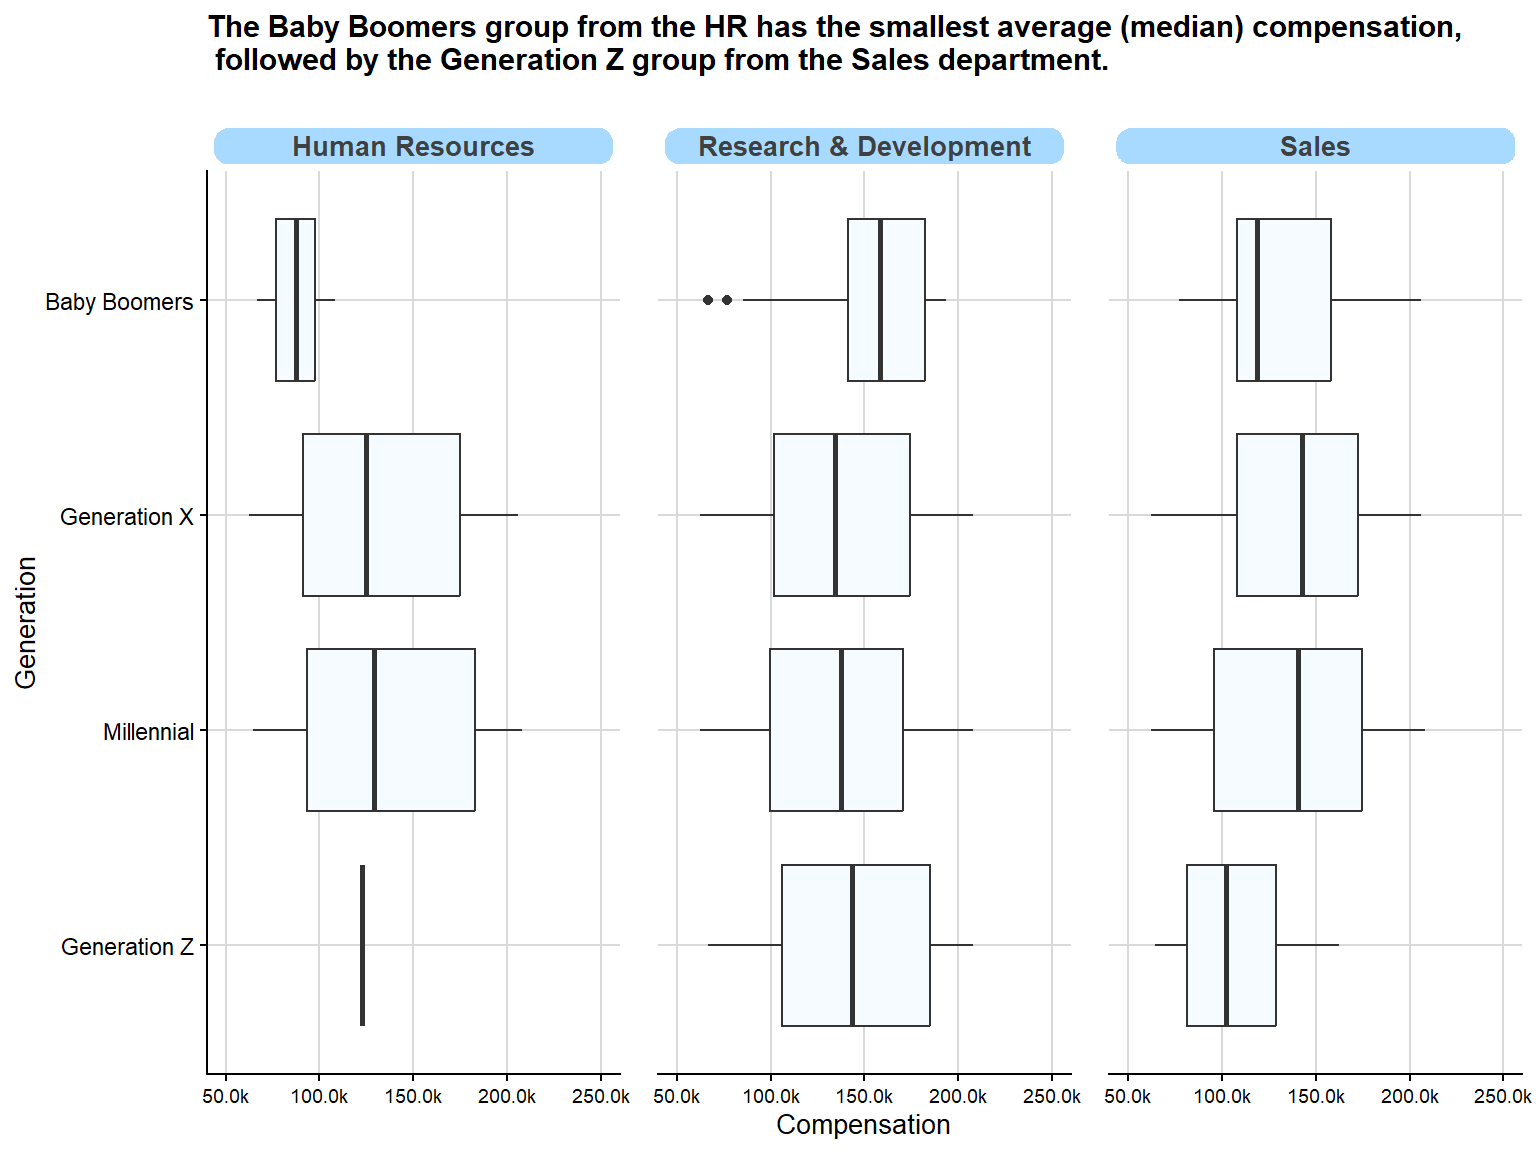 The Baby Boomers group from the HR has the smallest average (median) compensation,
followed by the Generation Z group from the Sales department.
Human Resources
Research & Development
Sales
Generation
Baby Boomers
Generation X
Millennial
Generation Z
50.0k 100.0k 150.0k 200.0k 250.0k
50.0k 100.0k 150.0k 200.0k 250.0k
50.0k 100.0k 150.0k 200.0k 250.0k
Compensation